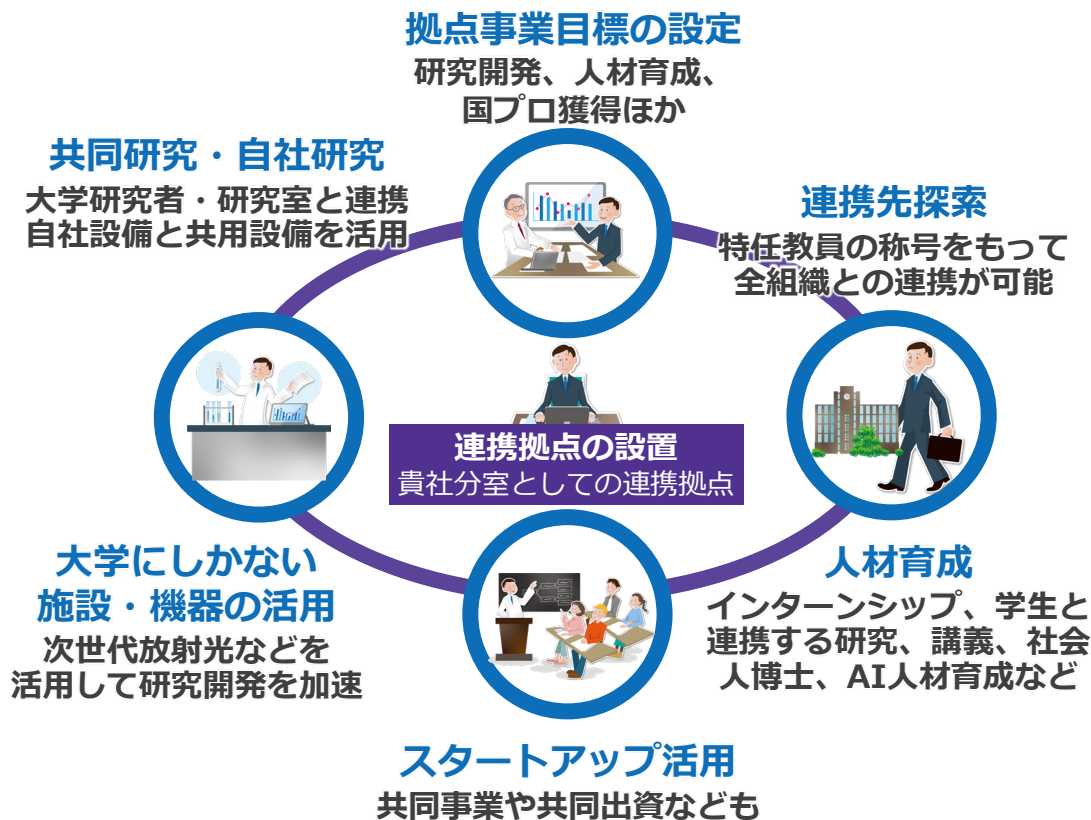 拠点事業目標の設定
研究開発、人材育成、
国プロ獲得ほか
共同研究・自社研究
大学研究者・研究室と連携
自社設備と共用設備を活用
連携先探索
特任教員の称号をもって
全組織との連携が可能
連携拠点の設置
貴社分室としての連携拠点
大学にしかない
施設・機器の活用
次世代放射光などを
活用して研究開発を加速
人材育成
インターンシップ、学生と
連携する研究、講義、社会
人博士、AI人材育成など
スタートアップ活用
共同事業や共同出資なども